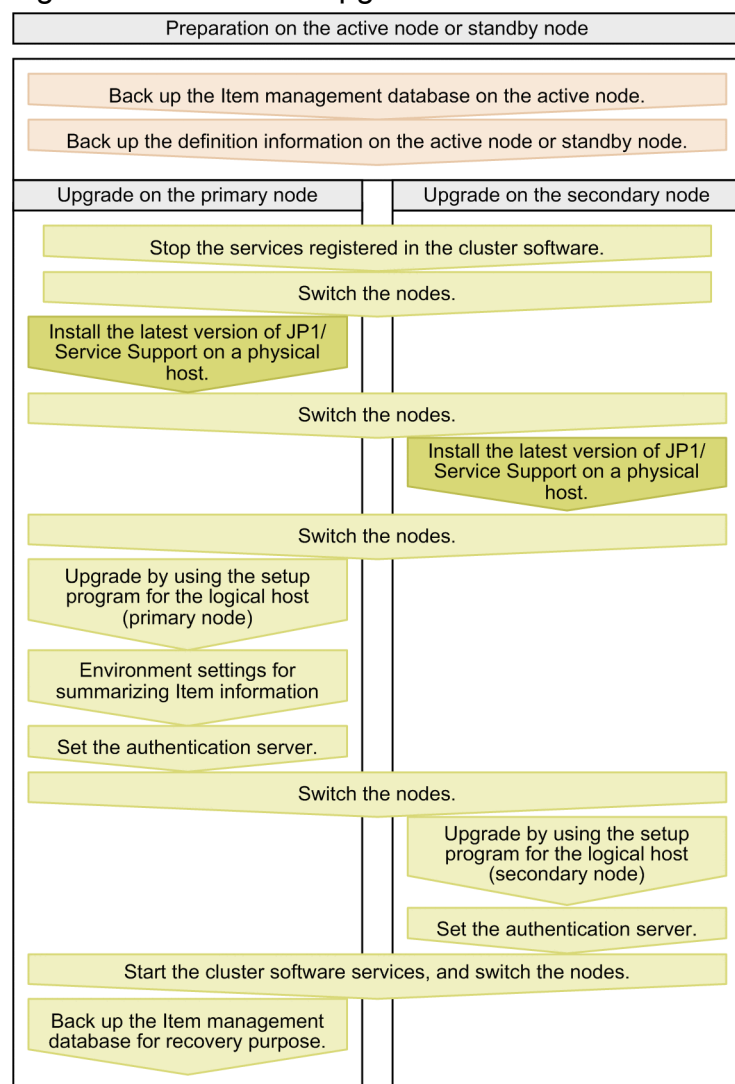 Preparation on the active node or standby node
Back up the Item management database on the active node.
Back up the definition information on the active node or standby node.
Upgrade on the primary node
Upgrade on the secondary node
Stop the services registered in the cluster software.
Switch the nodes.
Install the latest version of JP1/
Service Support on a physical
host.
Switch the nodes.
Install the latest version of JP1/
Service Support on a physical
host.
Switch the nodes.
Upgrade by using the setup
program for the logical host
(primary node)
Environment settings for
summarizing Item information
Set the authentication server.
Switch the nodes.
Upgrade by using the setup
program for the logical host
(secondary node)
Set the authentication server.
Start the cluster software services, and switch the nodes.
Back up the Item management
database for recovery purpose.